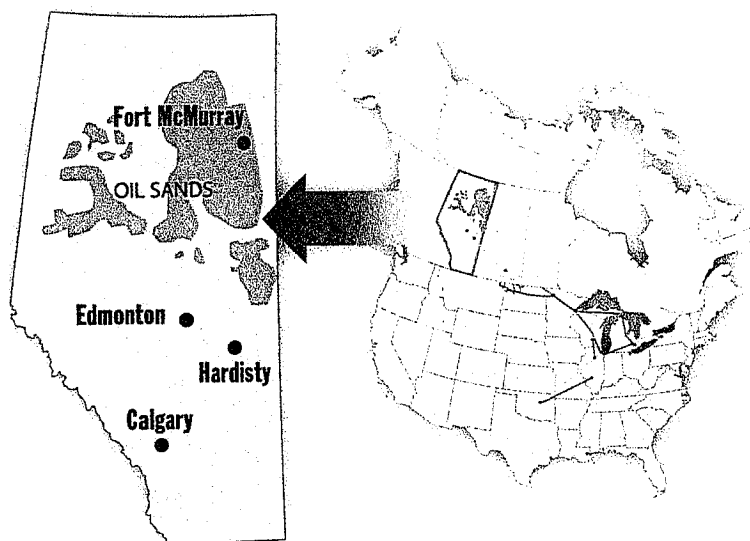 Fort McMurray
OIL SANDS
Edmonton
Hardisty
Calgary